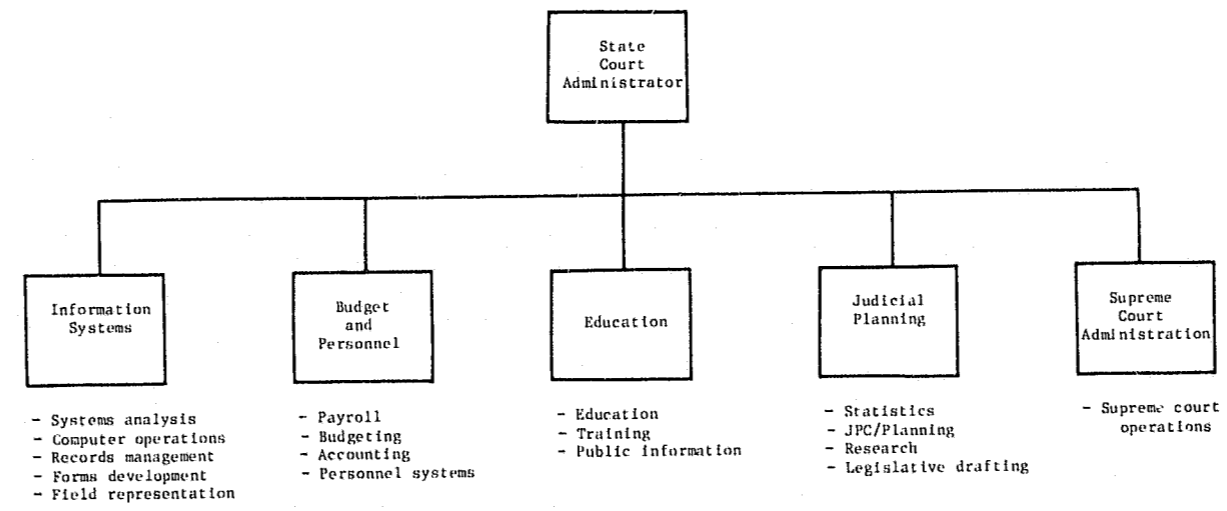 State
Court
Administrator
Information
Systems
Budget
and
Personnel
Education
Judicial
Planning
Supreme
Court
Administration
- Systems analysis
- Computer operations
- Records management
- Forms development
- Field representation
- Payroll
- Budgeting
- Accounting
- Personnel systems
- Education
- Training
- Public information
- Statistics
- JPC/Planning
- Research
- Legislative drafting
- Supreme court
operations